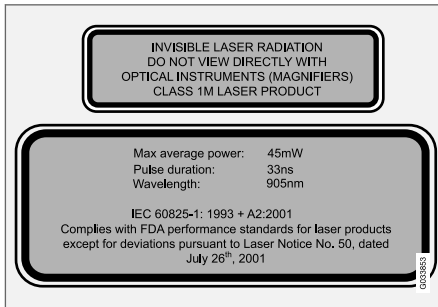 INVISIBLE LASER RADIATION
DO NOT VIEW DIRECTLY WITH
OPTICAL INSTRUMENTS (MAGNIFIERS)
CLASS 1M LASER PRODUCT
Max average power: 45mW
Pulse duration: 33ns
Wavelength: 905nm
IEC 60825-1: 1993 + A2:2001
Complies with FDA performance standards for laser products
except for deviations pursuant to Laser Notice No. 50, dated
July 26th, 2001
G033853